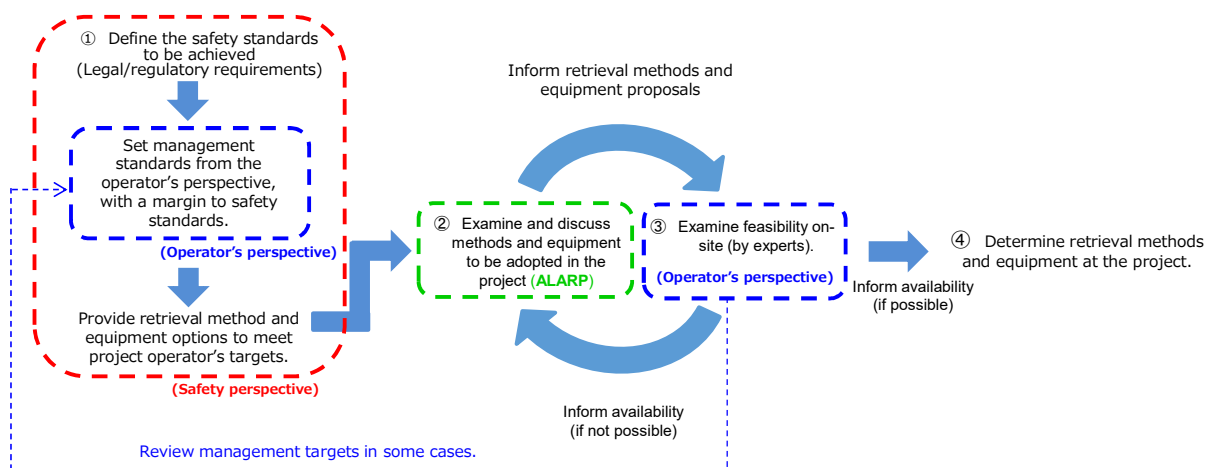 ① Define the safety standards
to be achieved
(Legal/regulatory requirements)
Set management
standards from the
operator's perspective,
with a margin to safety
standards.
(Operator's perspective)
Provide retrieval method and
equipment options to meet
project operator's targets.
(Safety perspective)
Inform retrieval methods and
equipment proposals
② Examine and discuss
methods and equipment
to be adopted in the
project (ALARP)
③ Examine feasibility on-
site (by experts).
(Operator's perspective)
Inform availability
(if not possible)
Inform availability
(if possible)
④ Determine retrieval methods
and equipment at the project.
Review management targets in some cases.